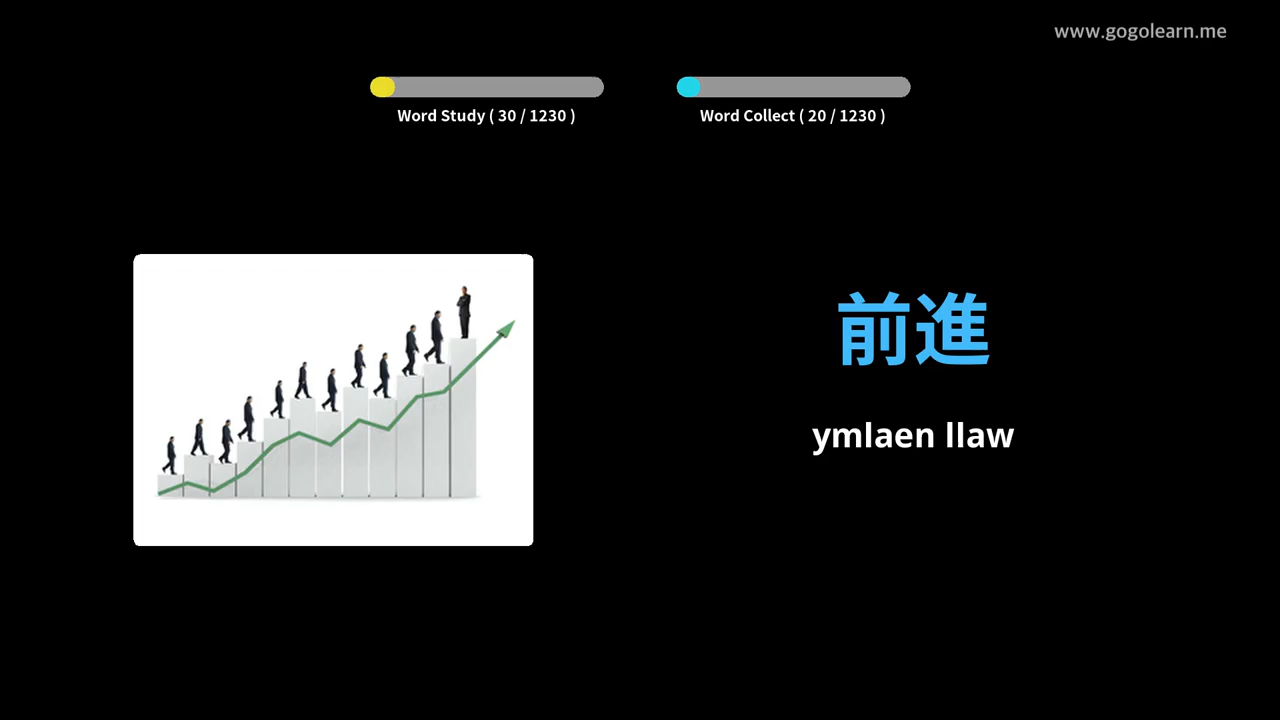 www.gogolearn.me
Word Study ( 30 / 1230 )
Word Collect ( 20 / 1230 )
前進
ymlaen llaw